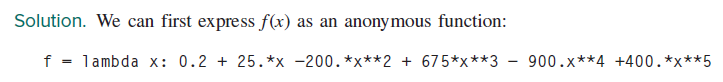 Solution. We can first express f(x) as an anonymous function:
f = lambda x: 0.2 + 25.*x −200.*x**2 + 675*x**3 − 900.x**4 +400.*x**5